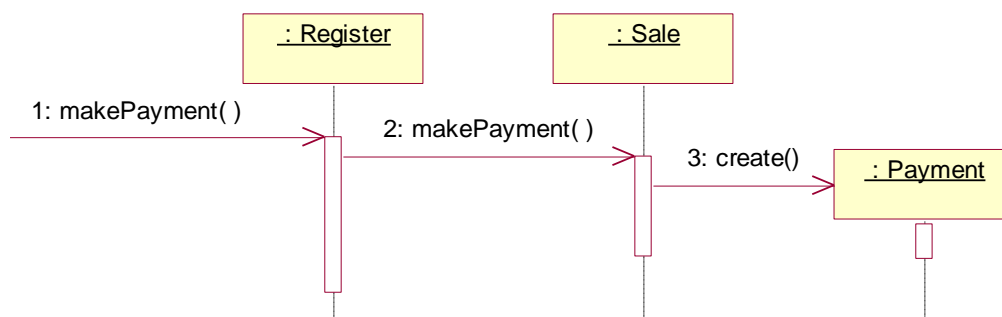 : Register
: Sale
1: makePayment( )
2: makePayment( )
3: create()
: Payment